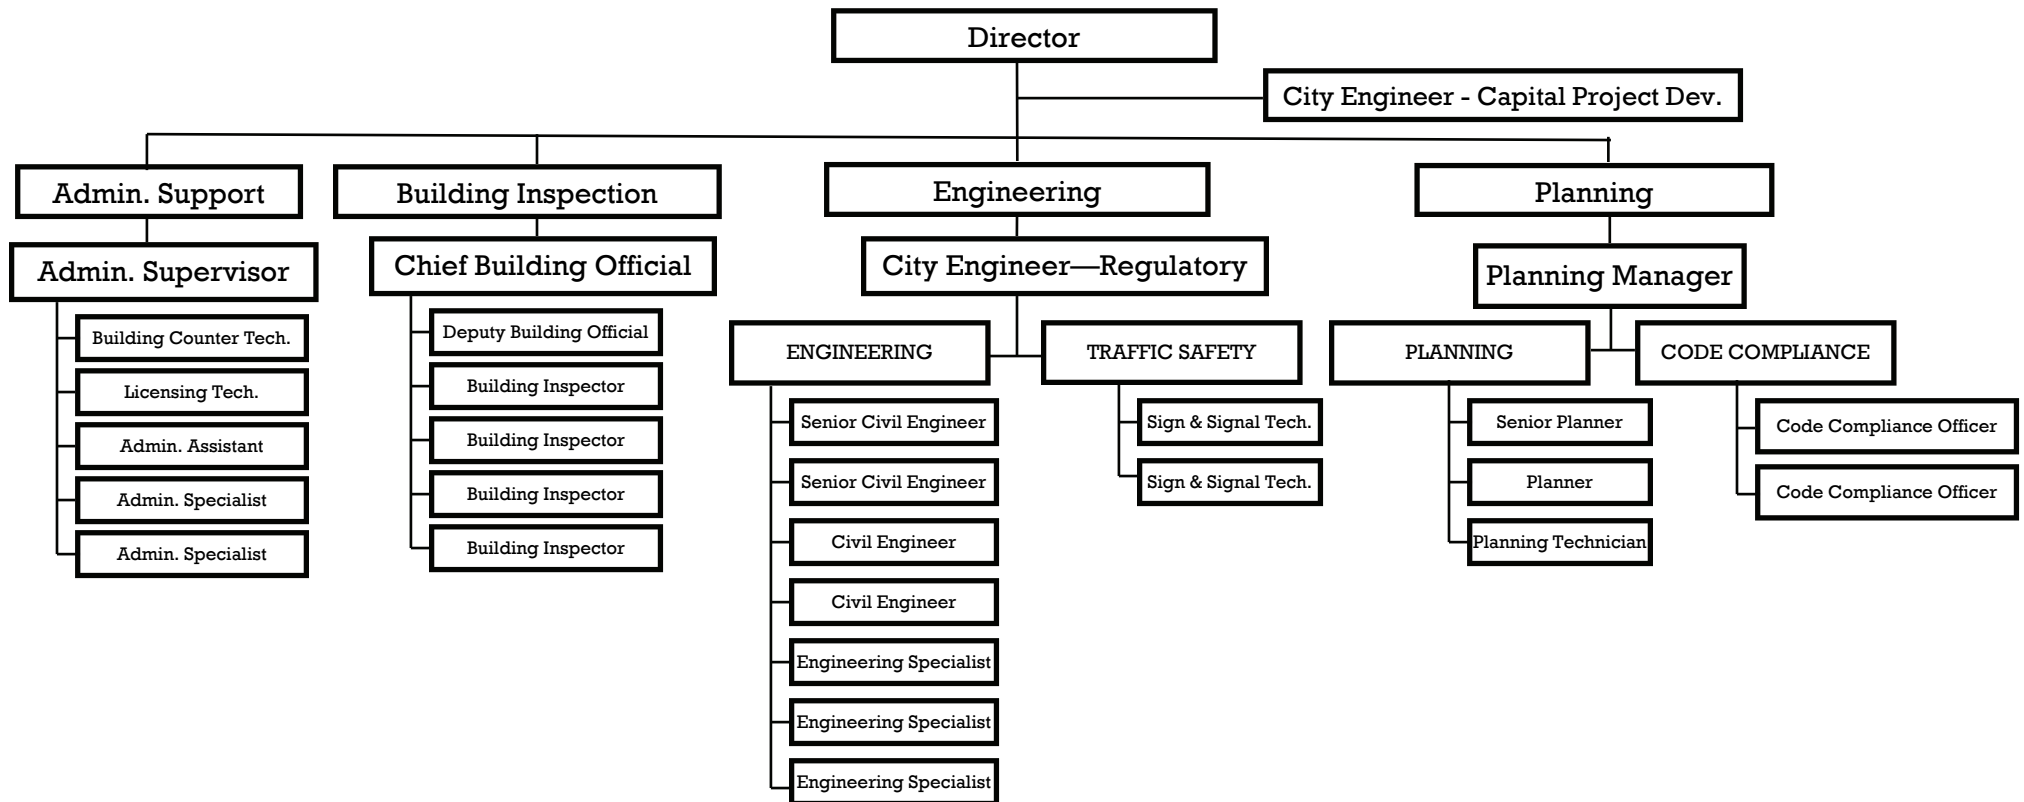 Director
City Engineer - Capital Project Dev.
Admin. Support
Building Inspection
Engineering
Planning
Admin. Supervisor
Chief Building Official
City Engineer—Regulatory
Planning Manager
Building Counter Tech.
Licensing Tech.
Admin. Assistant
Admin. Specialist
Admin. Specialist
Deputy Building Official
Building Inspector
Building Inspector
Building Inspector
Building Inspector
ENGINEERING
Senior Civil Engineer
Senior Civil Engineer
Civil Engineer
Civil Engineer
Engineering Specialist
Engineering Specialist
Engineering Specialist
TRAFFIC SAFETY
Sign & Signal Tech.
Sign & Signal Tech.
PLANNING
Senior Planner
Planner
Planning Technician
CODE COMPLIANCE
Code Compliance Officer
Code Compliance Officer